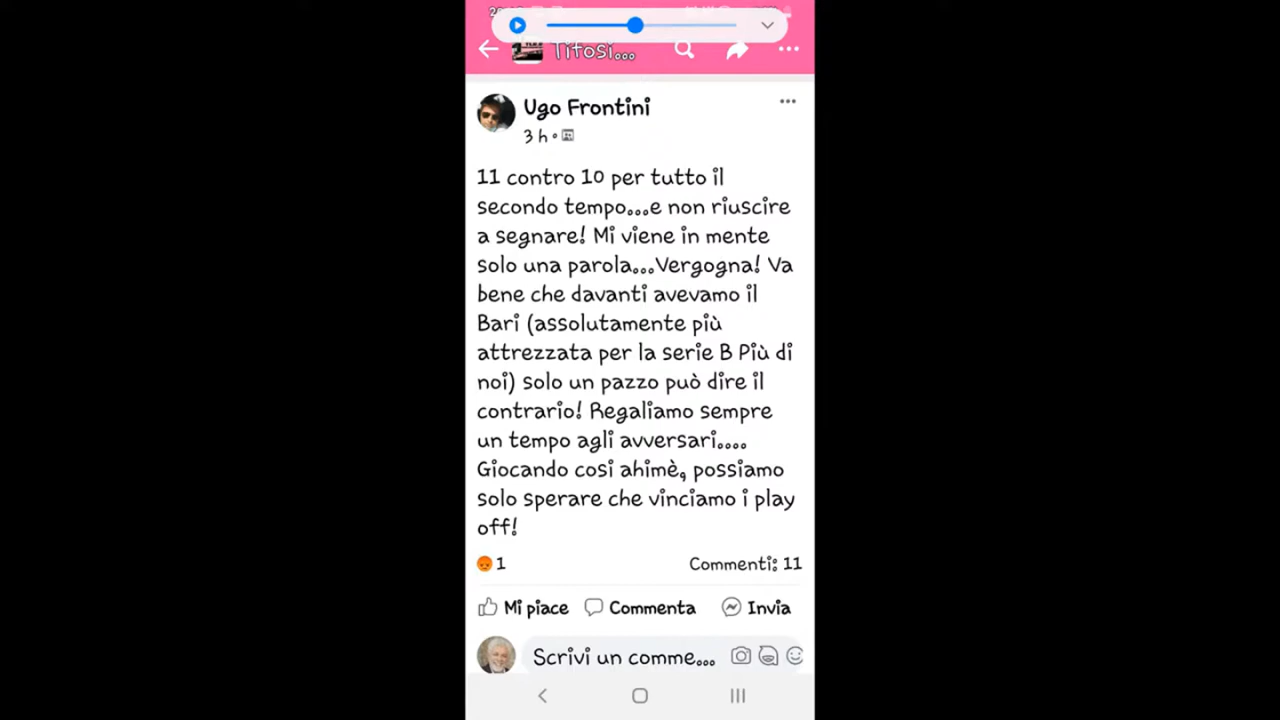 Tifosi...
Ugo Frontini
3 h
11 contro 10 per tutto il
secondo tempo...e non riuscire
a segnare! Mi viene in mente
solo una parola...Vergogna! Va
bene che davanti avevamo il
Bari (assolutamente più
attrezzata per la serie B Più di
noi) solo un pazzo può dire il
contrario! Regaliamo sempre
un tempo agli avversari....
Giocando cosi ahimè, possiamo
solo sperare che vinciamo i play
off!
1 Commenti: 11
Mi piace Commenta Invia
Scrivi un comme...